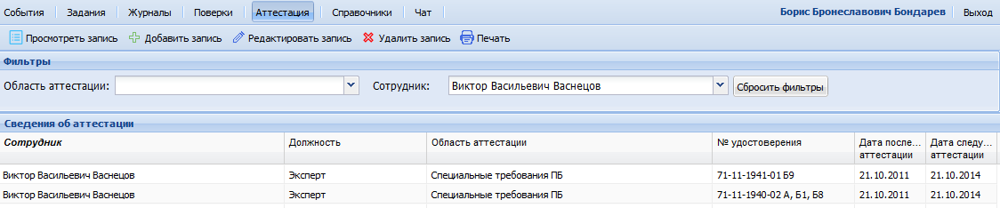 События Задания Журналы Поверки Аттестация Справочники Чат Борис Брониславович Бондарев Выход
Просмотреть запись Добавить запись Редактировать запись Удалить запись Печать
Фильтры
Область аттестации: Сотрудник: Виктор Васильевич Васнецов Сбросить фильтры
Сведения об аттестации
Сотрудник Должность Область аттестации № удостоверения Дата после... Дата следу...
аттестации аттестации
Виктор Васильевич Васнецов Эксперт Специальные требования ПБ 71-11-1941-01 Б9 21.10.2011 21.10.2014
Виктор Васильевич Васнецов Эксперт Специальные требования ПБ 71-11-1940-02 А, Б1, Б8 21.10.2011 21.10.2014